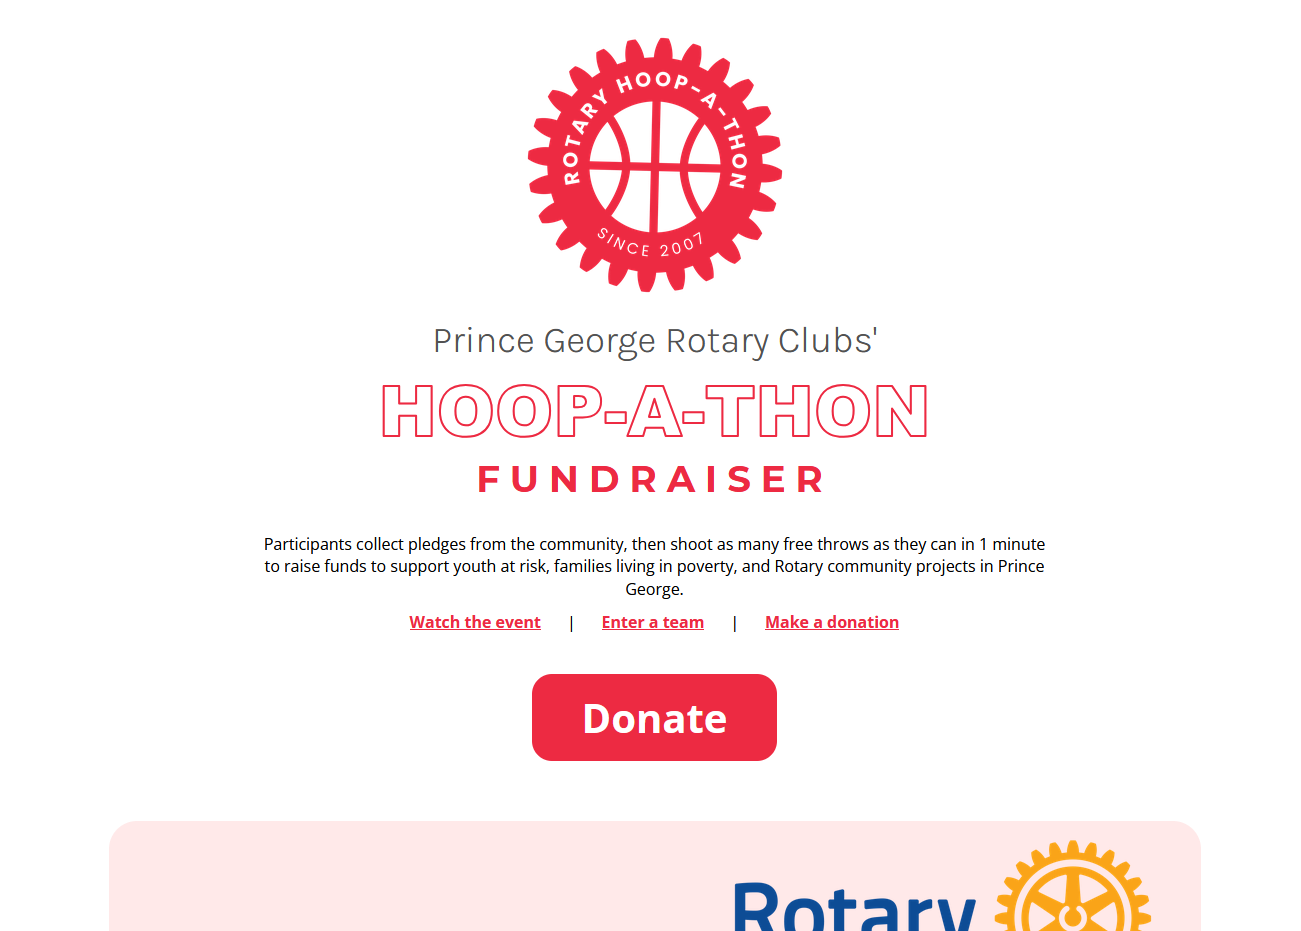 ROTARY HOOP-A-THON
SINCE 2007
Prince George Rotary Clubs'
HOOP-A-THON
FUNDRAISER
Participants collect pledges from the community, then shoot as many free throws as they can in 1 minute
to raise funds to support youth at risk, families living in poverty, and Rotary community projects in Prince
George.
Watch the event | Enter a team | Make a donation
Donate
Rotary